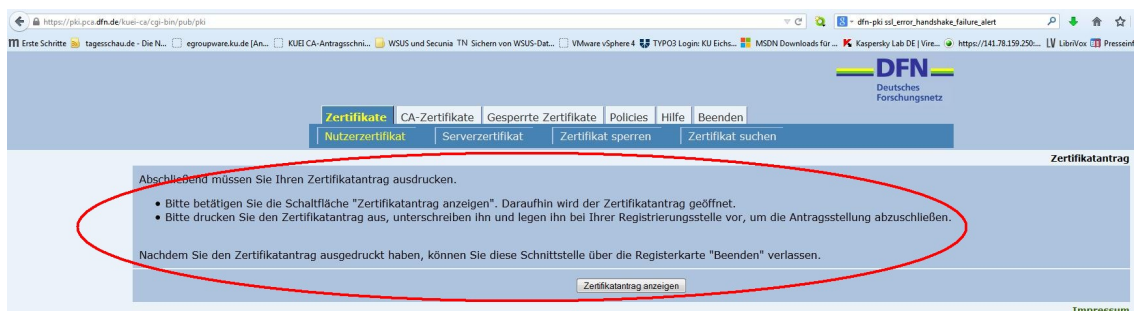 https://pki.pca.dfn.de/kuei-ca/cgi-bin/pub/pki
dfn-pki ssl_error_handshake_failure_alert
Erste Schritte tagesschau.de - Die N... egroupware.ku.de [An... KUEI CA-Antragsschni... WSUS und Secunia TN Sichern von WSUS-Dat... VMware vSphere 4 TYPO3 Login: KU Eichs... MSDN Downloads für ... Kaspersky Lab DE | Vire... https://141.78.159.250:... LibriVox Presseinf
DFN
Deutsches
Forschungsnetz
Zertifikate CA-Zertifikate Gesperrte Zertifikate Policies Hilfe Beenden
Nutzerzertifikat Serverzertifikat Zertifikat sperren Zertifikat suchen
Zertifikatantrag
Abschließend müssen Sie Ihren Zertifikatantrag ausdrucken.
• Bitte betätigen Sie die Schaltfläche "Zertifikatantrag anzeigen". Daraufhin wird der Zertifikatantrag geöffnet.
• Bitte drucken Sie den Zertifikatantrag aus, unterschreiben ihn und legen ihn bei Ihrer Registrierungsstelle vor, um die Antragsstellung abzuschließen.
Nachdem Sie den Zertifikatantrag ausgedruckt haben, können Sie diese Schnittstelle über die Registerkarte "Beenden" verlassen.
Zertifikatantrag anzeigen
Impressum